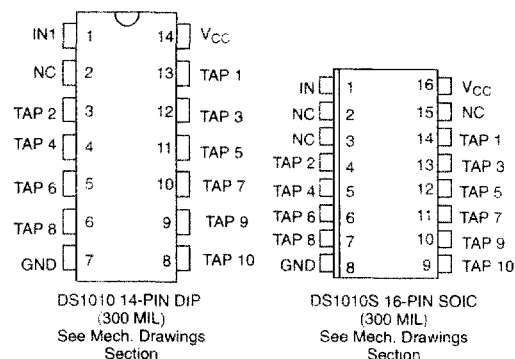 IN1 1 14 VCC
NC 2 13 TAP 1
TAP 2 3 12 TAP 3
TAP 4 4 11 TAP 5
TAP 6 5 10 TAP 7
TAP 8 6 9 TAP 9
GND 7 8 TAP 10
DS1010 14-PIN DIP
(300 MIL)
See Mech. Drawings
Section
IN 1 16 VCC
NC 2 15 NC
NC 3 14 TAP 1
TAP 2 4 13 TAP 3
TAP 4 5 12 TAP 5
TAP 6 6 11 TAP 7
TAP 8 7 10 TAP 9
GND 8 9 TAP 10
DS1010S 16-PIN SOIC
(300 MIL)
See Mech. Drawings
Section